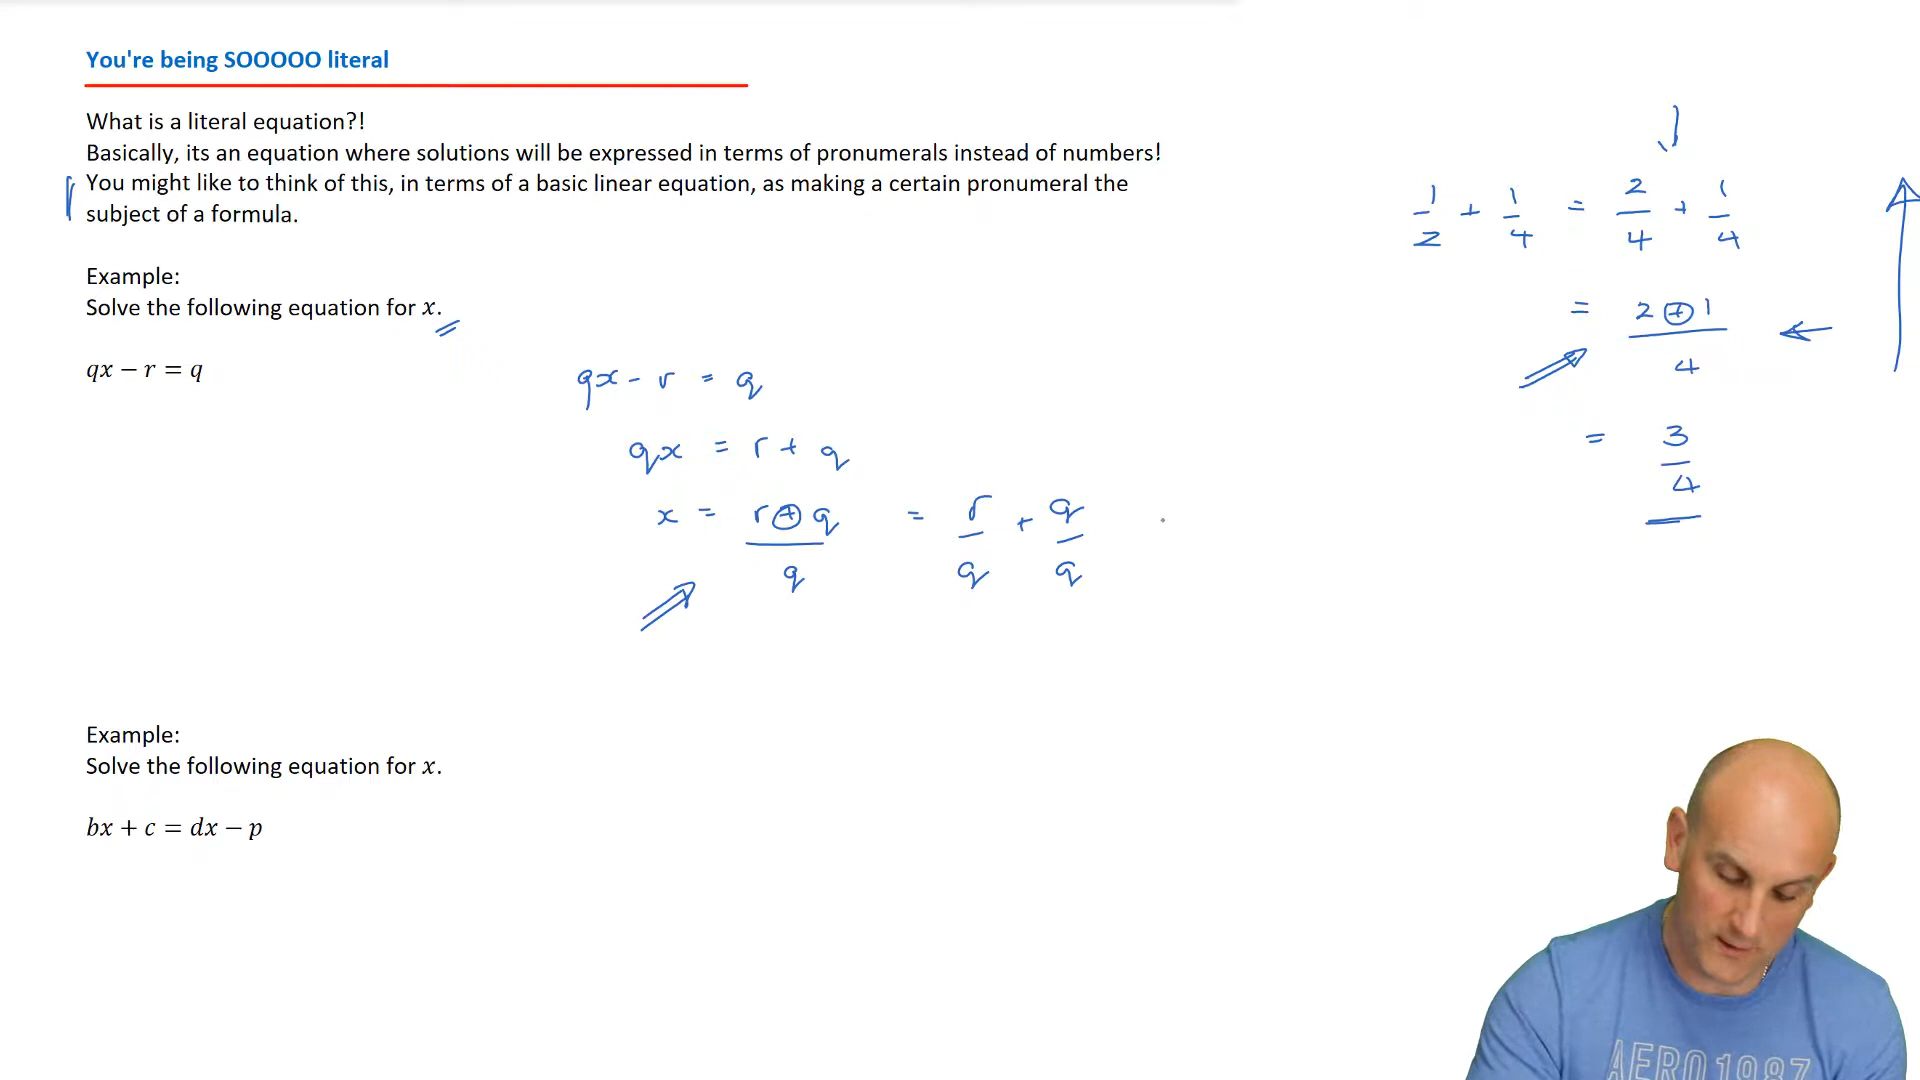 You're being SOOOOO literal
What is a literal equation?!
Basically, its an equation where solutions will be expressed in terms of pronumerals instead of numbers!
You might like to think of this, in terms of a basic linear equation, as making a certain pronumeral the
subject of a formula.
Example:
Solve the following equation for x.
qx − r = q
qx - r = q
qx = r + q
x = r + q / q = r/q + q/q
1/2 + 1/4 = 2/4 + 1/4
= 2 + 1 / 4
= 3/4
Example:
Solve the following equation for x.
bx + c = dx − p
AERO 1987